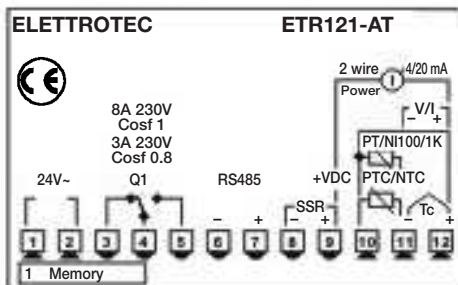 ELETTROTEC ETR121-AT
CE
2 wire 4/20 mA
I
Power
V/I
− +
8A 230V
Cosf 1
3A 230V
Cosf 0.8
PT/NI100/1K
24V~ Q1 RS485 +VDC PTC/NTC
SSR Tc
− + − + − +
1 2 3 4 5 6 7 8 9 10 11 12
1 Memory